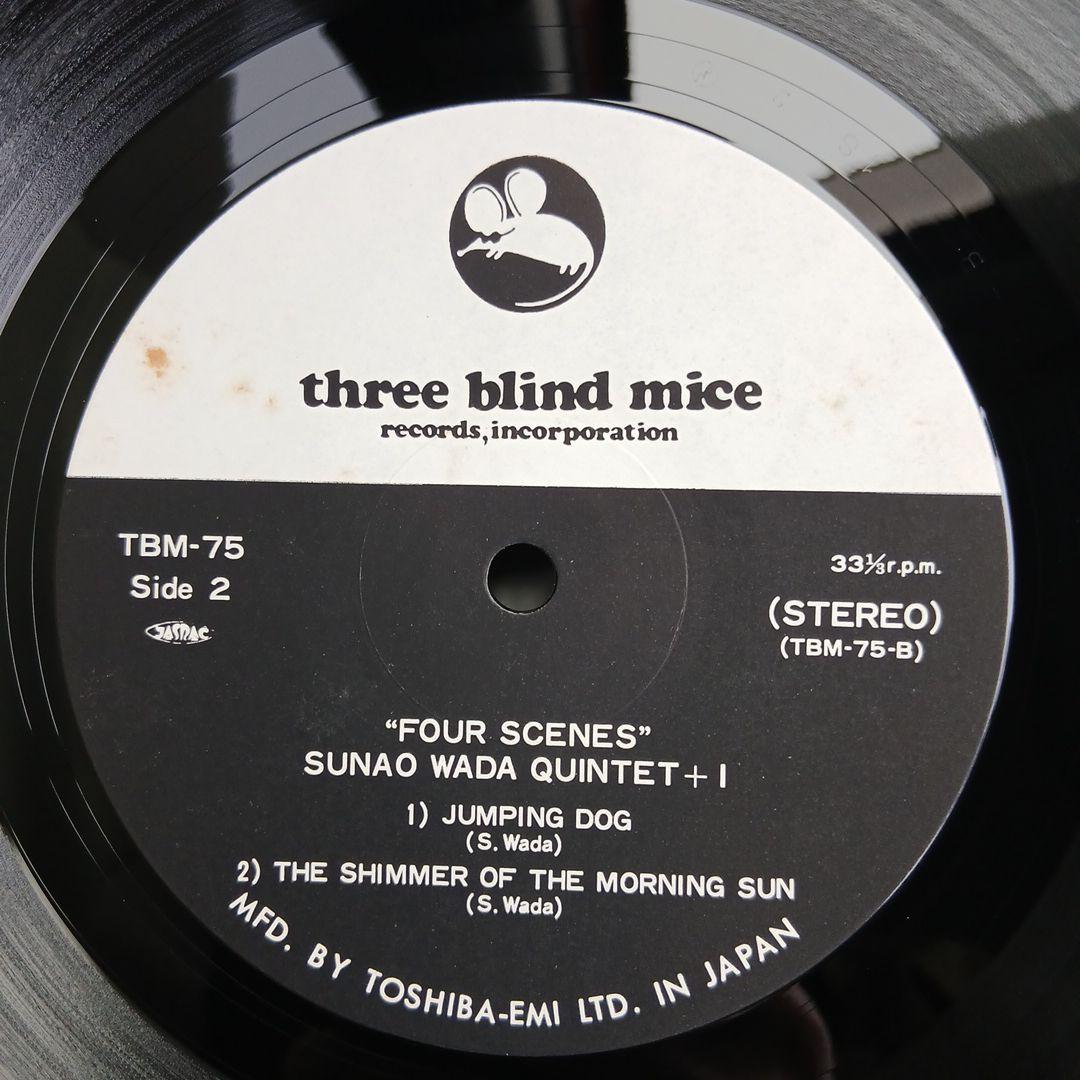 three blind mice
records, incorporation
TBM-75
Side 2
JASRAC
33⅓r.p.m.
(STEREO)
(TBM-75-B)
“FOUR SCENES”
SUNAO WADA QUINTET + 1
1) JUMPING DOG
(S. Wada)
2) THE SHIMMER OF THE MORNING SUN
(S. Wada)
MFD. BY TOSHIBA-EMI LTD. IN JAPAN